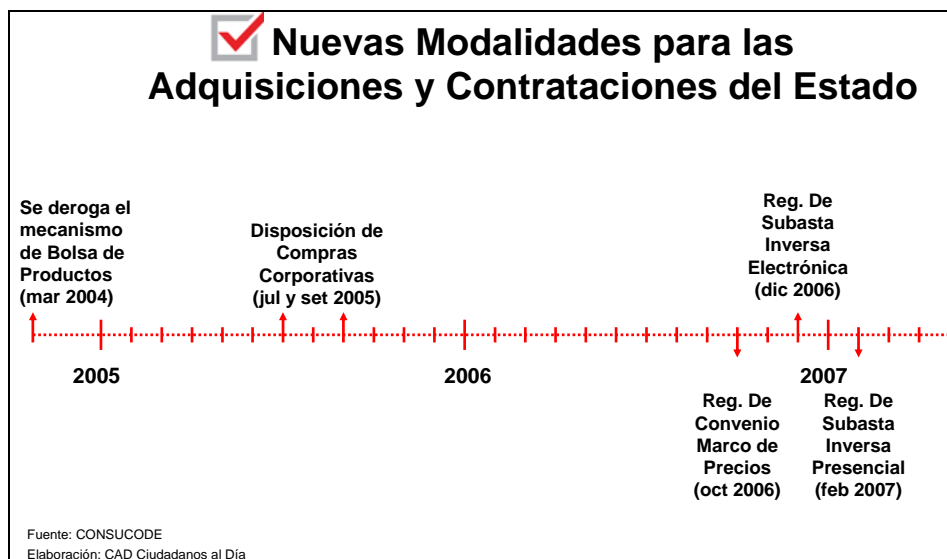 Nuevas Modalidades para las
Adquisiciones y Contrataciones del Estado
Se deroga el
mecanismo
de Bolsa de
Productos
(mar 2004)
Disposición de
Compras
Corporativas
(jul y set 2005)
Reg. De
Subasta
Inversa
Electrónica
(dic 2006)
2005
2006
2007
Reg. De
Convenio
Marco de
Precios
(oct 2006)
Reg. De
Subasta
Inversa
Presencial
(feb 2007)
Fuente: CONSUCODE
Elaboración: CAD Ciudadanos al Día